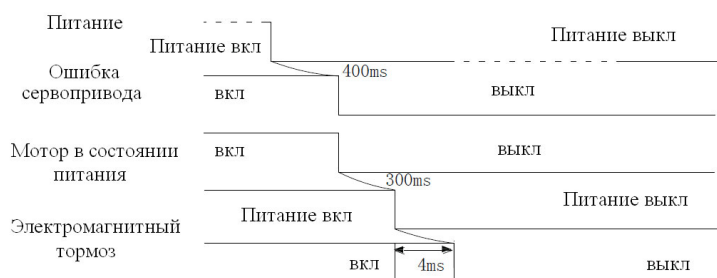 Питание
Питание вкл
Питание выкл
Ошибка
сервопривода
400ms
вкл
выкл
Мотор в состоянии
питания
вкл
выкл
300ms
Питание вкл
Питание выкл
Электромагнитный
тормоз
вкл
4ms
выкл